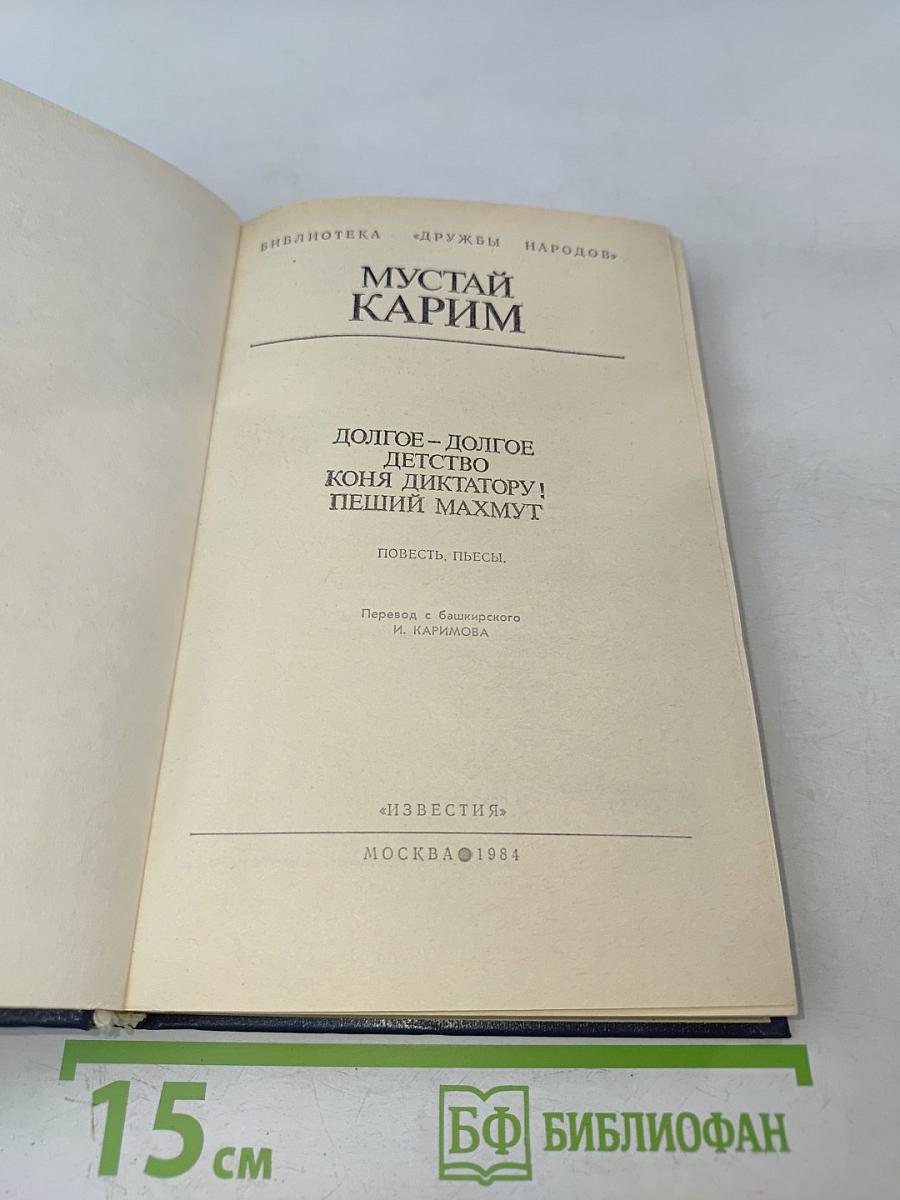 БИБЛИОТЕКА «ДРУЖБЫ НАРОДОВ»
МУСТАЙ
КАРИМ
ДОЛГОЕ – ДОЛГОЕ
ДЕТСТВО
КОНЯ ДИКТАТОРУ!
ПЕШИЙ МАХМУТ
ПОВЕСТЬ, ПЬЕСЫ.
Перевод с башкирского
И. КАРИМОВА
«ИЗВЕСТИЯ»
МОСКВА 1984
15 см
БФ БИБЛИОФАН